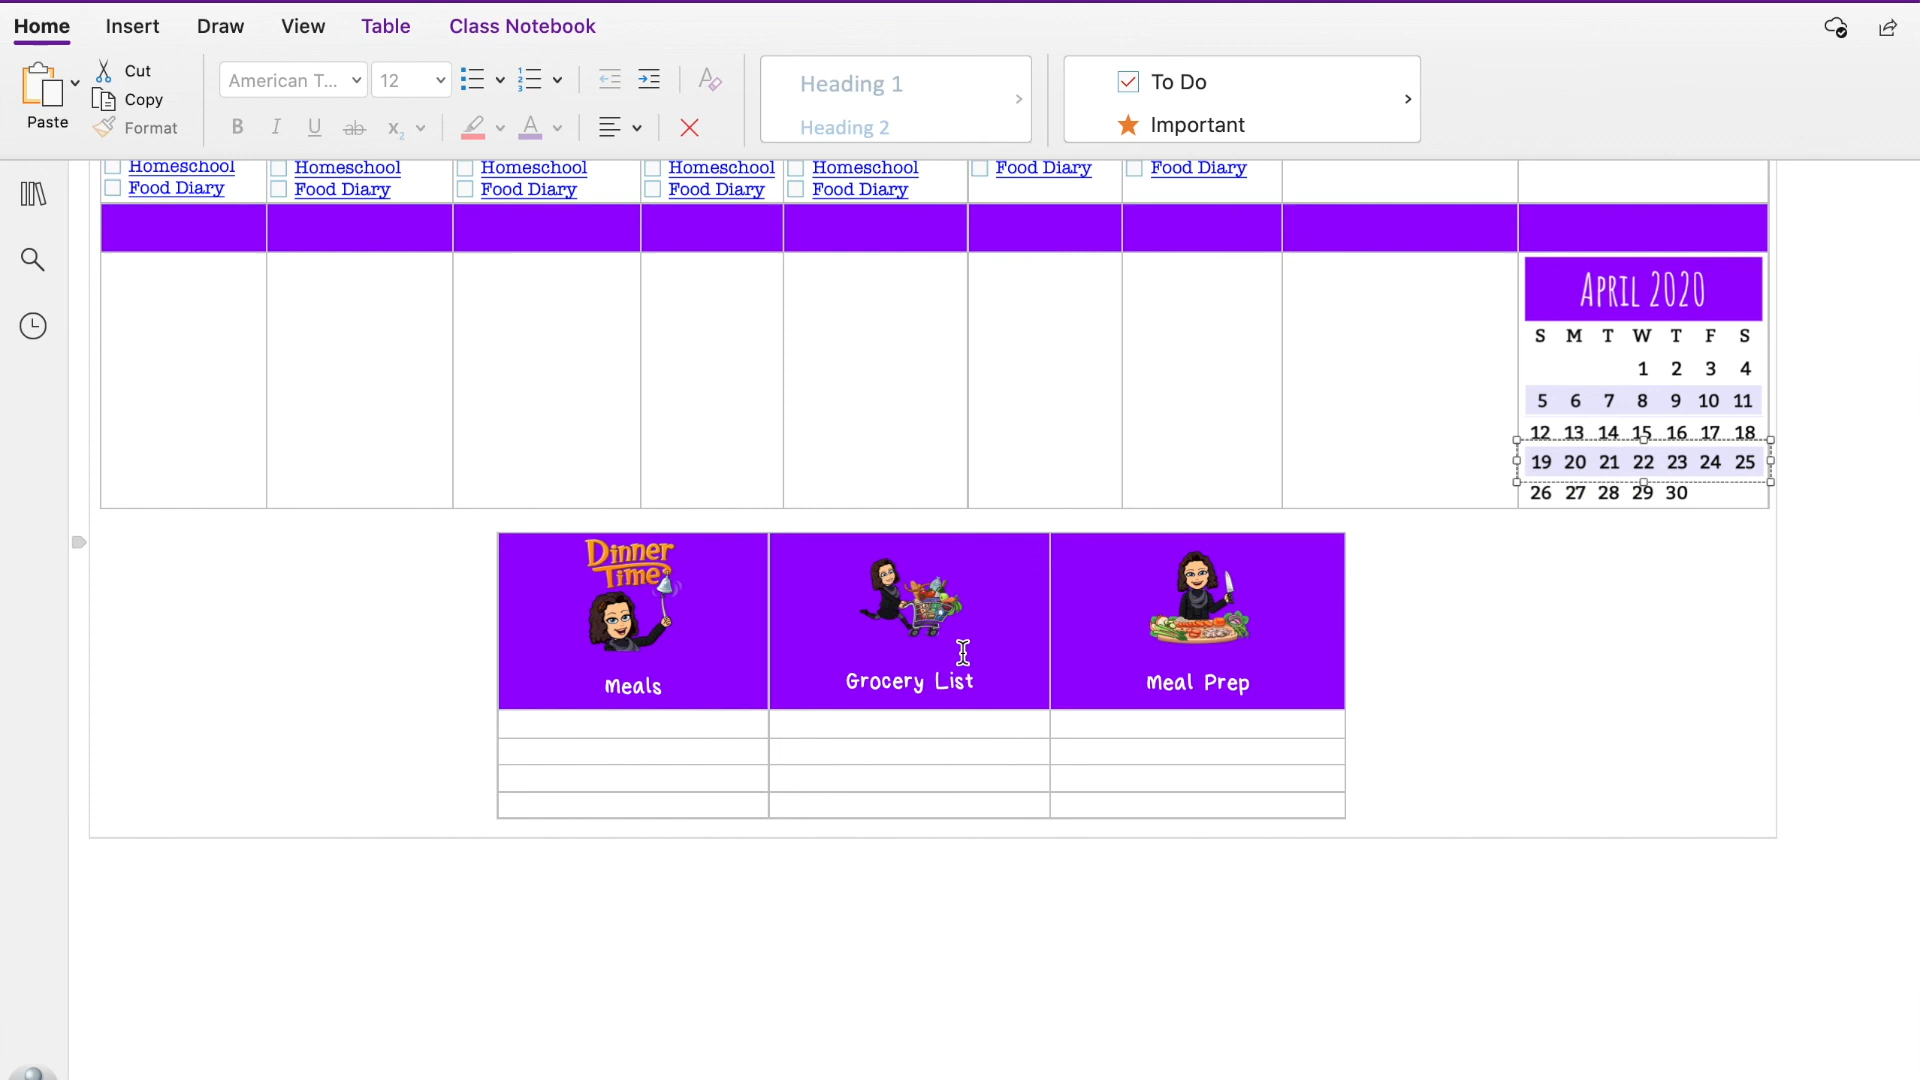 Home Insert Draw View Table Class Notebook
Paste
Cut
Copy
Format
American T... 12
B I U ab X2 A
Heading 1
Heading 2
To Do
Important
Homeschool Homeschool Homeschool Homeschool Homeschool Food Diary Food Diary
Food Diary Food Diary Food Diary Food Diary Food Diary
April 2020
S M T W T F S
1 2 3 4
5 6 7 8 9 10 11
12 13 14 15 16 17 18
19 20 21 22 23 24 25
26 27 28 29 30
Dinner
Time
Meals Grocery List Meal Prep